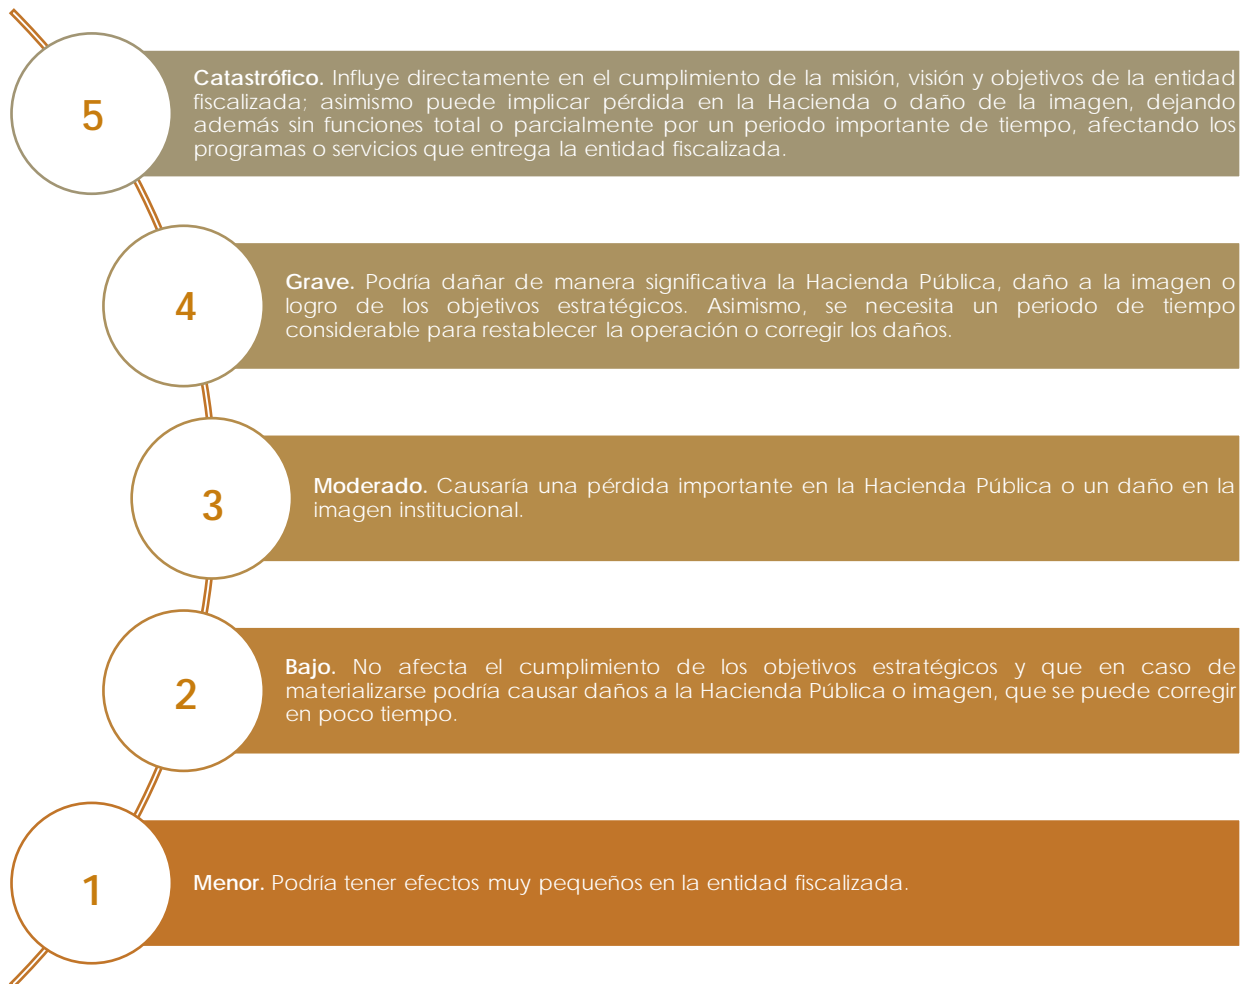 5
Catastrófico. Influye directamente en el cumplimiento de la misión, visión y objetivos de la entidad
fiscalizada; asimismo puede implicar pérdida en la Hacienda o daño de la imagen, dejando
además sin funciones total o parcialmente por un periodo importante de tiempo, afectando los
programas o servicios que entrega la entidad fiscalizada.
4
Grave. Podría dañar de manera significativa la Hacienda Pública, daño a la imagen o
logro de los objetivos estratégicos. Asimismo, se necesita un periodo de tiempo
considerable para restablecer la operación o corregir los daños.
3
Moderado. Causaría una pérdida importante en la Hacienda Pública o un daño en la
imagen institucional.
2
Bajo. No afecta el cumplimiento de los objetivos estratégicos y que en caso de
materializarse podría causar daños a la Hacienda Pública o imagen, que se puede corregir
en poco tiempo.
1
Menor. Podría tener efectos muy pequeños en la entidad fiscalizada.